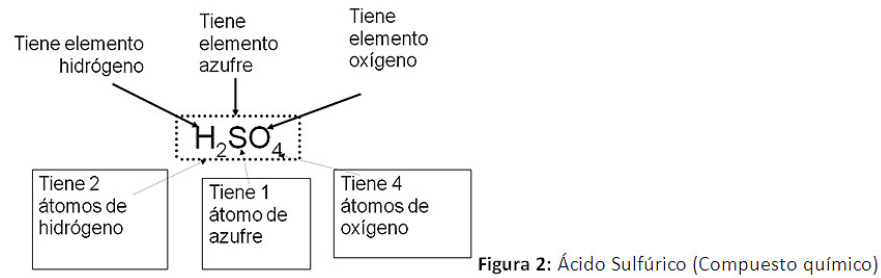 Tiene elemento
hidrógeno
Tiene
elemento
azufre
Tiene
elemento
oxígeno
H₂SO₄
Tiene 2
átomos de
hidrógeno
Tiene 1
átomo de
azufre
Tiene 4
átomos de
oxígeno
Figura 2: Ácido Sulfúrico (Compuesto químico)